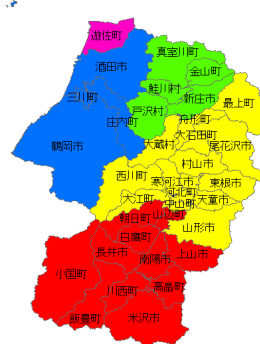 遊佐町
真室川町
酒田市
金山町
鮭川村
三川町
新庄市
最上町
戸沢村
庄内町
舟形町
大石田町
大蔵村
尾花沢市
鶴岡市
村山市
西川町
寒河江市
東根市
河北町
大江町
中山町
天童市
朝日町
山辺町
山形市
白鷹町
長井市
南陽市
上山市
小国町
高畠町
川西町
飯豊町
米沢市